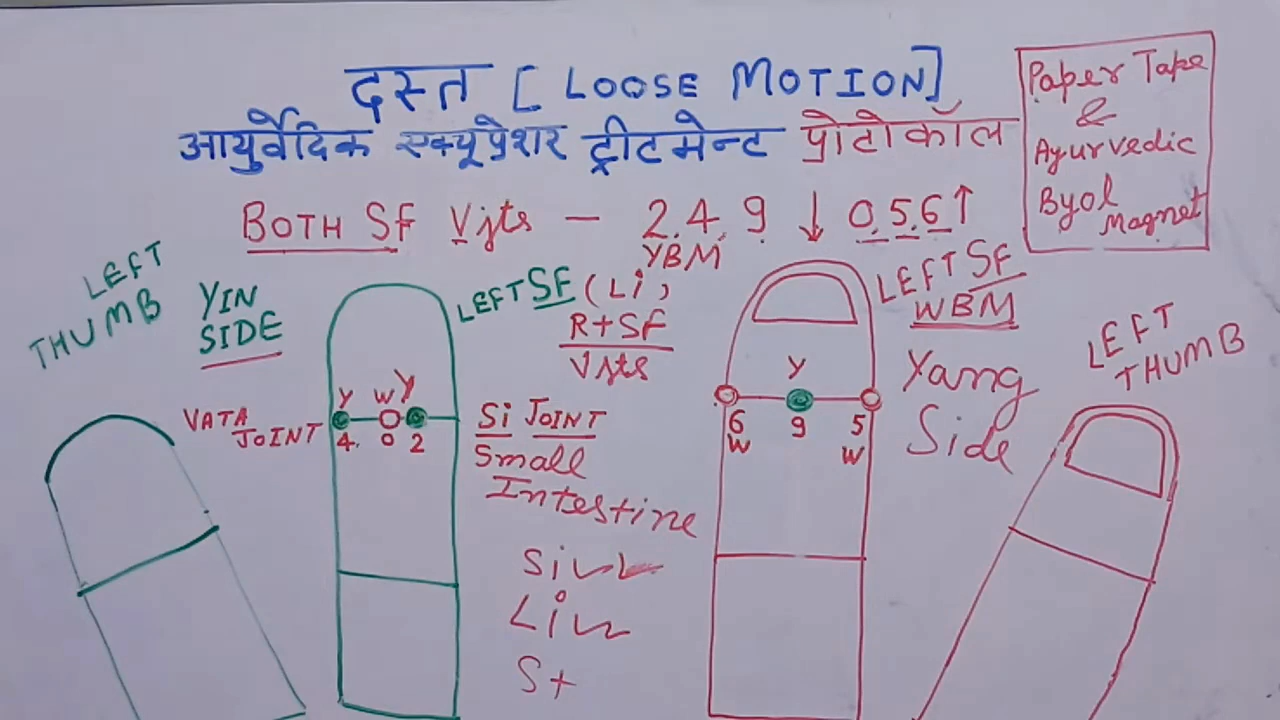 दस्त [LOOSE MOTION]
आयुर्वेदिक एक्यूप्रेशर ट्रीटमेन्ट प्रोटोकॉल
Paper Tape
&
Ayurvedic
Byol
Magnet
BOTH SF Vjts — 2.4.9 ↓ 0.5.6↑
YBM
LEFT
THUMB
YIN
SIDE
LEFT SF (Li)
R+SF
Vjts
LEFT SF
WBM
Yang
Side
LEFT
THUMB
VATA
JOINT
Y W Y
4. 0 2
Si JOINT
Small
Intestine
Si
Li
St
Y
6 9 5
W W